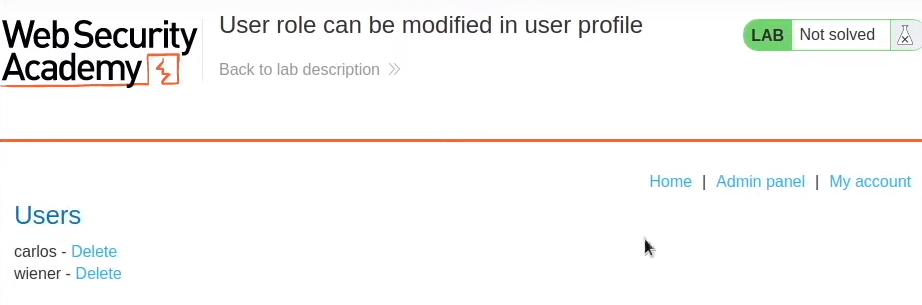 Web Security
Academy
User role can be modified in user profile
Back to lab description
LAB Not solved
Home | Admin panel | My account
Users
carlos - Delete
wiener - Delete